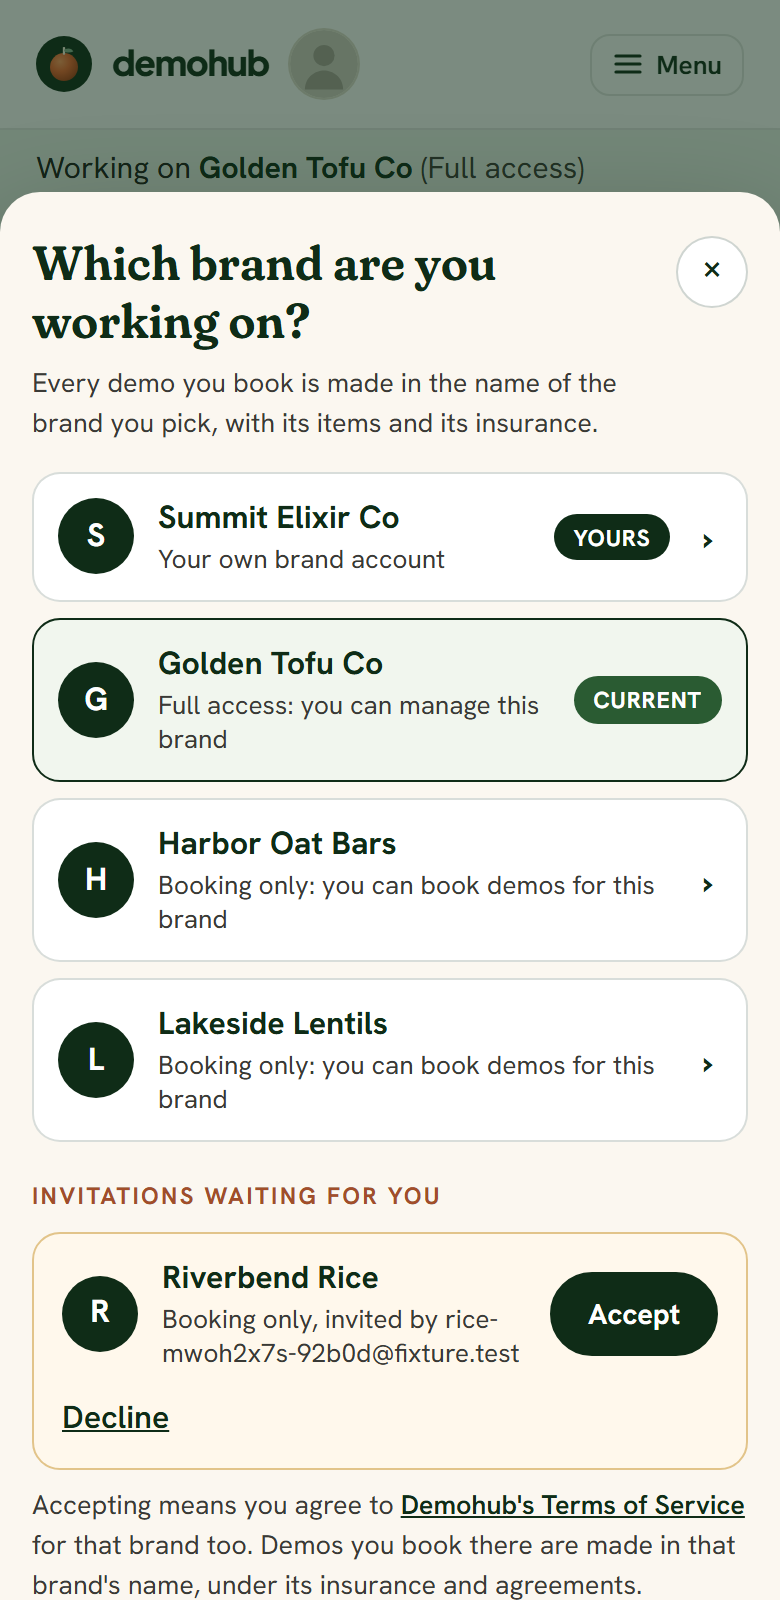 demohub
Menu
Working on Golden Tofu Co (Full access)
Which brand are you
working on?
×
Every demo you book is made in the name of the
brand you pick, with its items and its insurance.
S
Summit Elixir Co
Your own brand account
YOURS
G
Golden Tofu Co
Full access: you can manage this
brand
CURRENT
H
Harbor Oat Bars
Booking only: you can book demos for this
brand
L
Lakeside Lentils
Booking only: you can book demos for this
brand
INVITATIONS WAITING FOR YOU
R
Riverbend Rice
Booking only, invited by rice-
mwoh2x7s-92b0d@fixture.test
Accept
Decline
Accepting means you agree to Demohub's Terms of Service
for that brand too. Demos you book there are made in that
brand's name, under its insurance and agreements.